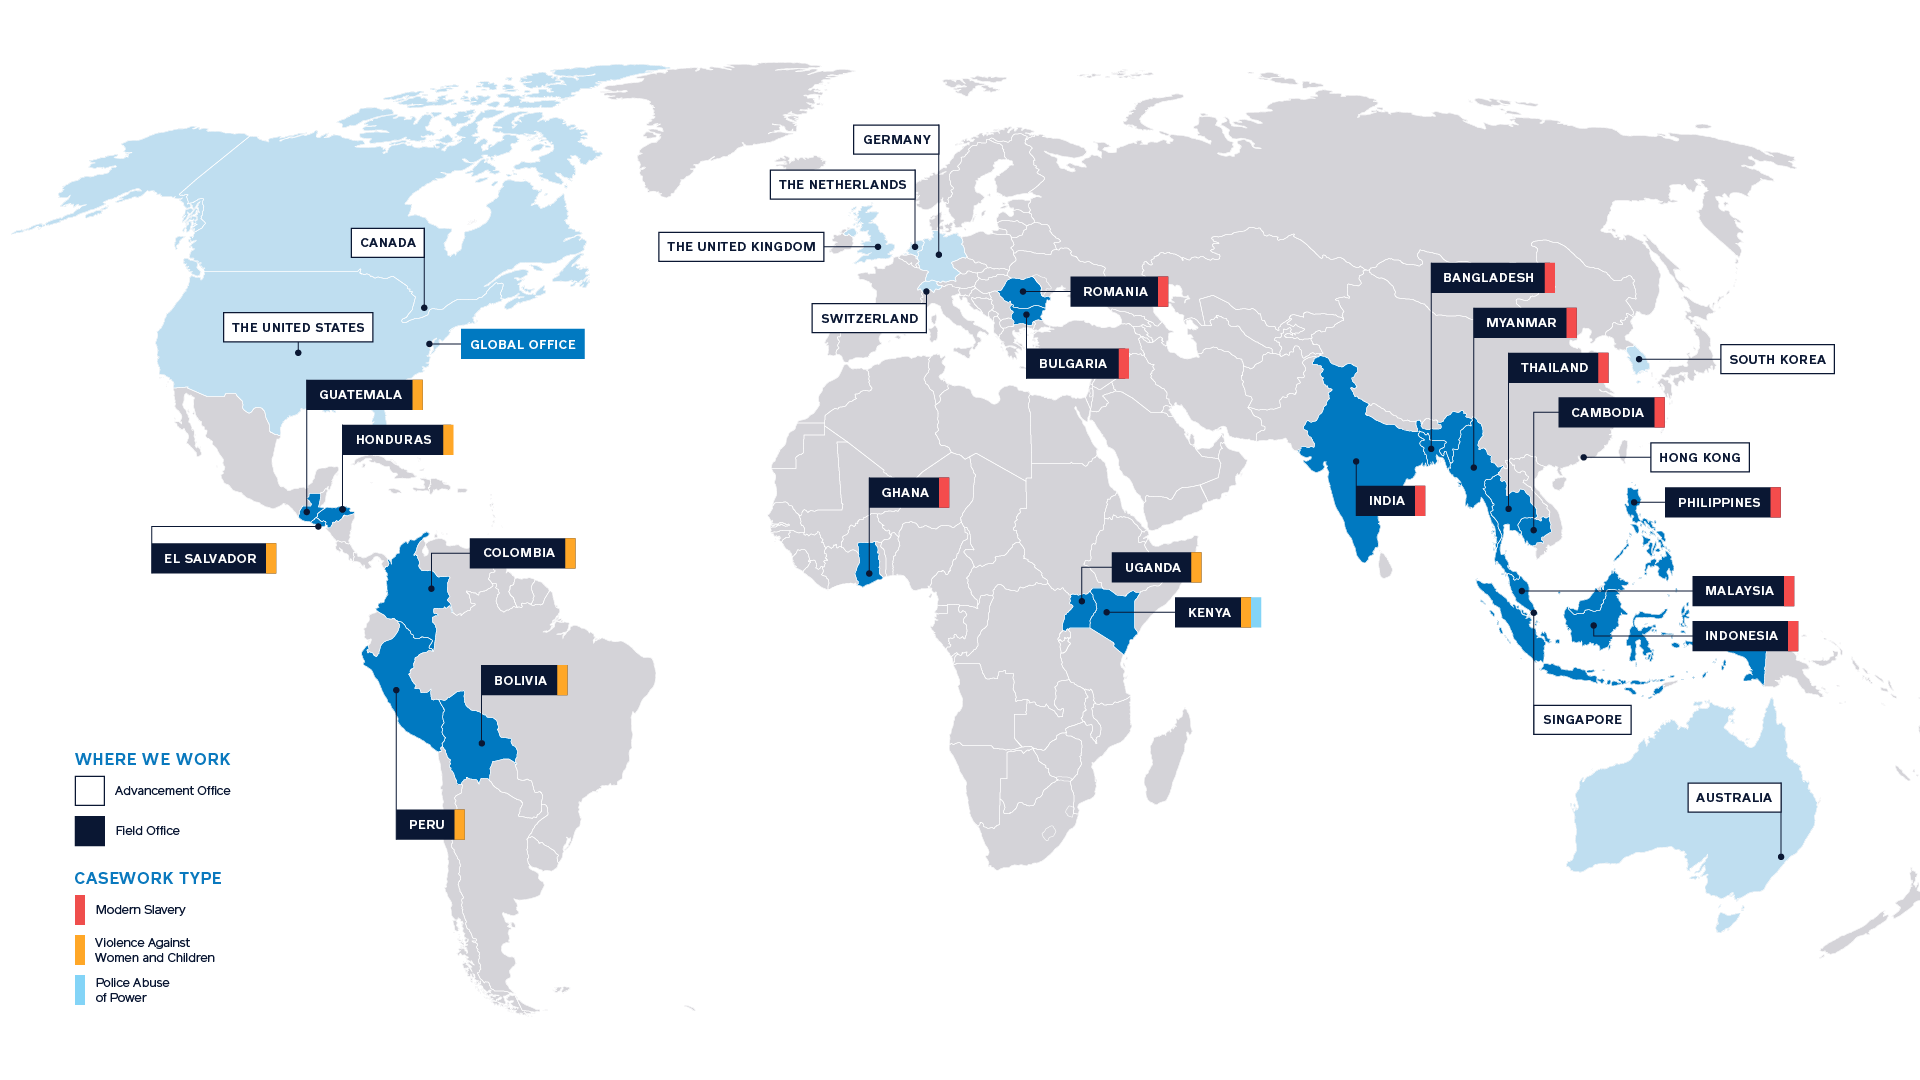 GERMANY
THE NETHERLANDS
CANADA
THE UNITED KINGDOM
BANGLADESH
ROMANIA
SWITZERLAND
MYANMAR
THE UNITED STATES
GLOBAL OFFICE
SOUTH KOREA
BULGARIA
THAILAND
GUATEMALA
CAMBODIA
HONDURAS
HONG KONG
GHANA
INDIA
PHILIPPINES
COLOMBIA
EL SALVADOR
UGANDA
MALAYSIA
KENYA
INDONESIA
BOLIVIA
SINGAPORE
AUSTRALIA
PERU
WHERE WE WORK
Advancement Office
Field Office
CASEWORK TYPE
Modern Slavery
Violence Against
Women and Children
Police Abuse
of Power